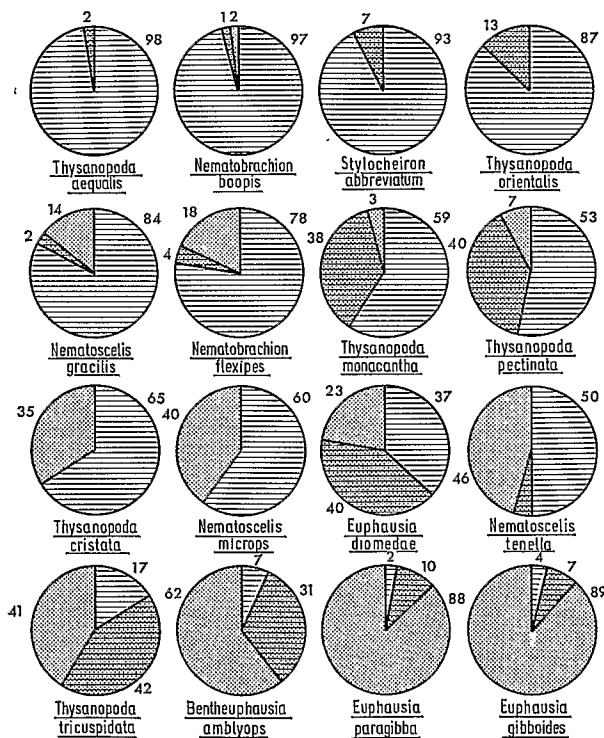 2 98 12 97 7 93 13 87
Thysanopoda aequalis
Nematobrachion boopis
Stylocheiron abbreviatum
Thysanopoda orientalis
14 84 2 18 78 4 3 59 38 7 53 40
Nematoscelis gracilis
Nematobrachion flexipes
Thysanopoda monacantha
Thysanopoda pectinata
35 65 40 60 23 37 40 50 46
Thysanopoda cristata
Nematoscelis microps
Euphausia diomedae
Nematoscelis tenella
41 17 42 62 7 31 2 10 88 4 7 89
Thysanopoda tricuspidata
Bentheuphausia amblyops
Euphausia paragibba
Euphausia gibboides